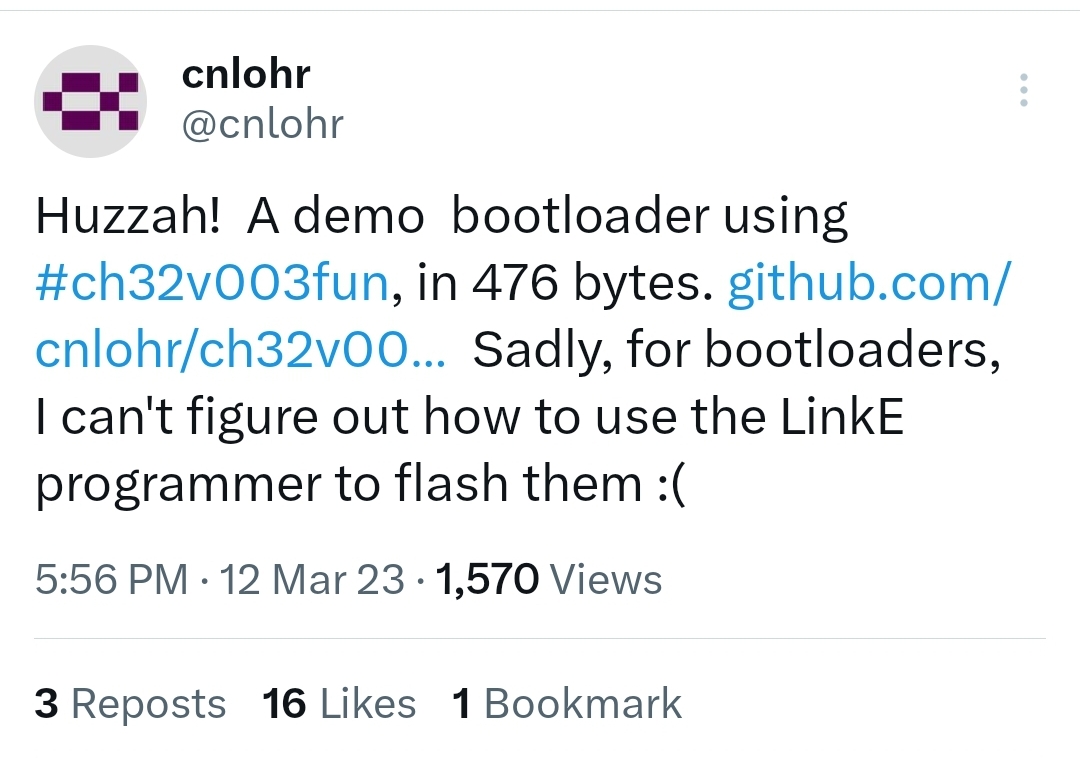 cnlohr
@cnlohr
Huzzah!  A demo  bootloader using
#ch32v003fun, in 476 bytes. github.com/
cnlohr/ch32v00...  Sadly, for bootloaders,
I can't figure out how to use the LinkE
programmer to flash them :(
5:56 PM · 12 Mar 23 · 1,570 Views
3 Reposts  16 Likes  1 Bookmark